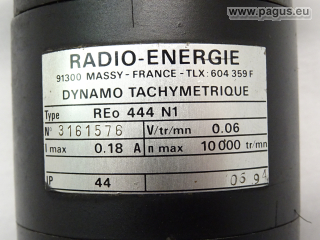 © www.pagus.eu
RADIO-ENERGIE
91300 MASSY - FRANCE - TLX: 604 359 F
DYNAMO TACHYMETRIQUE
Type REo 444 N1
N° 3161576 V/tr/mn 0.06
I max 0.18 A n max 10 000 tr/mn
IP 44 06 94